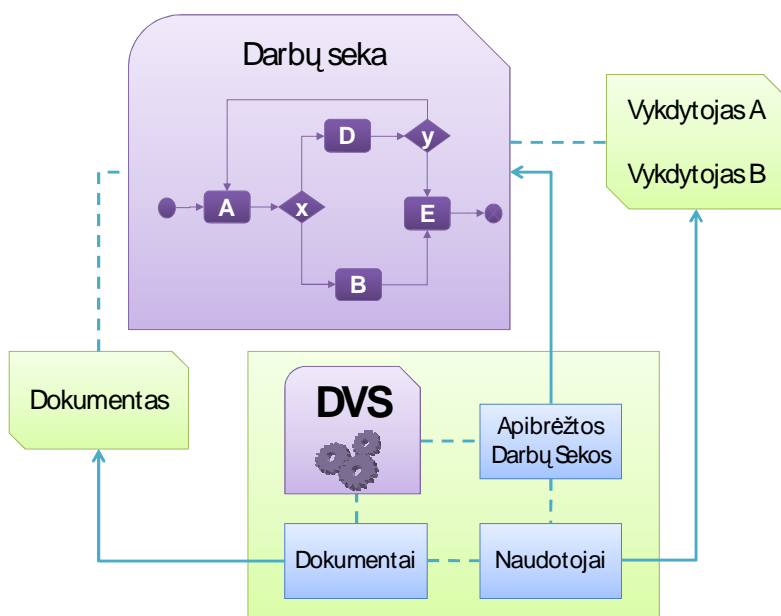 Darbų seka
Vykdytojas A
Vykdytojas B
D
y
A
x
E
B
Dokumentas
DVS
Apibrėžtos
Darbų Sekos
Dokumentai
Naudotojai